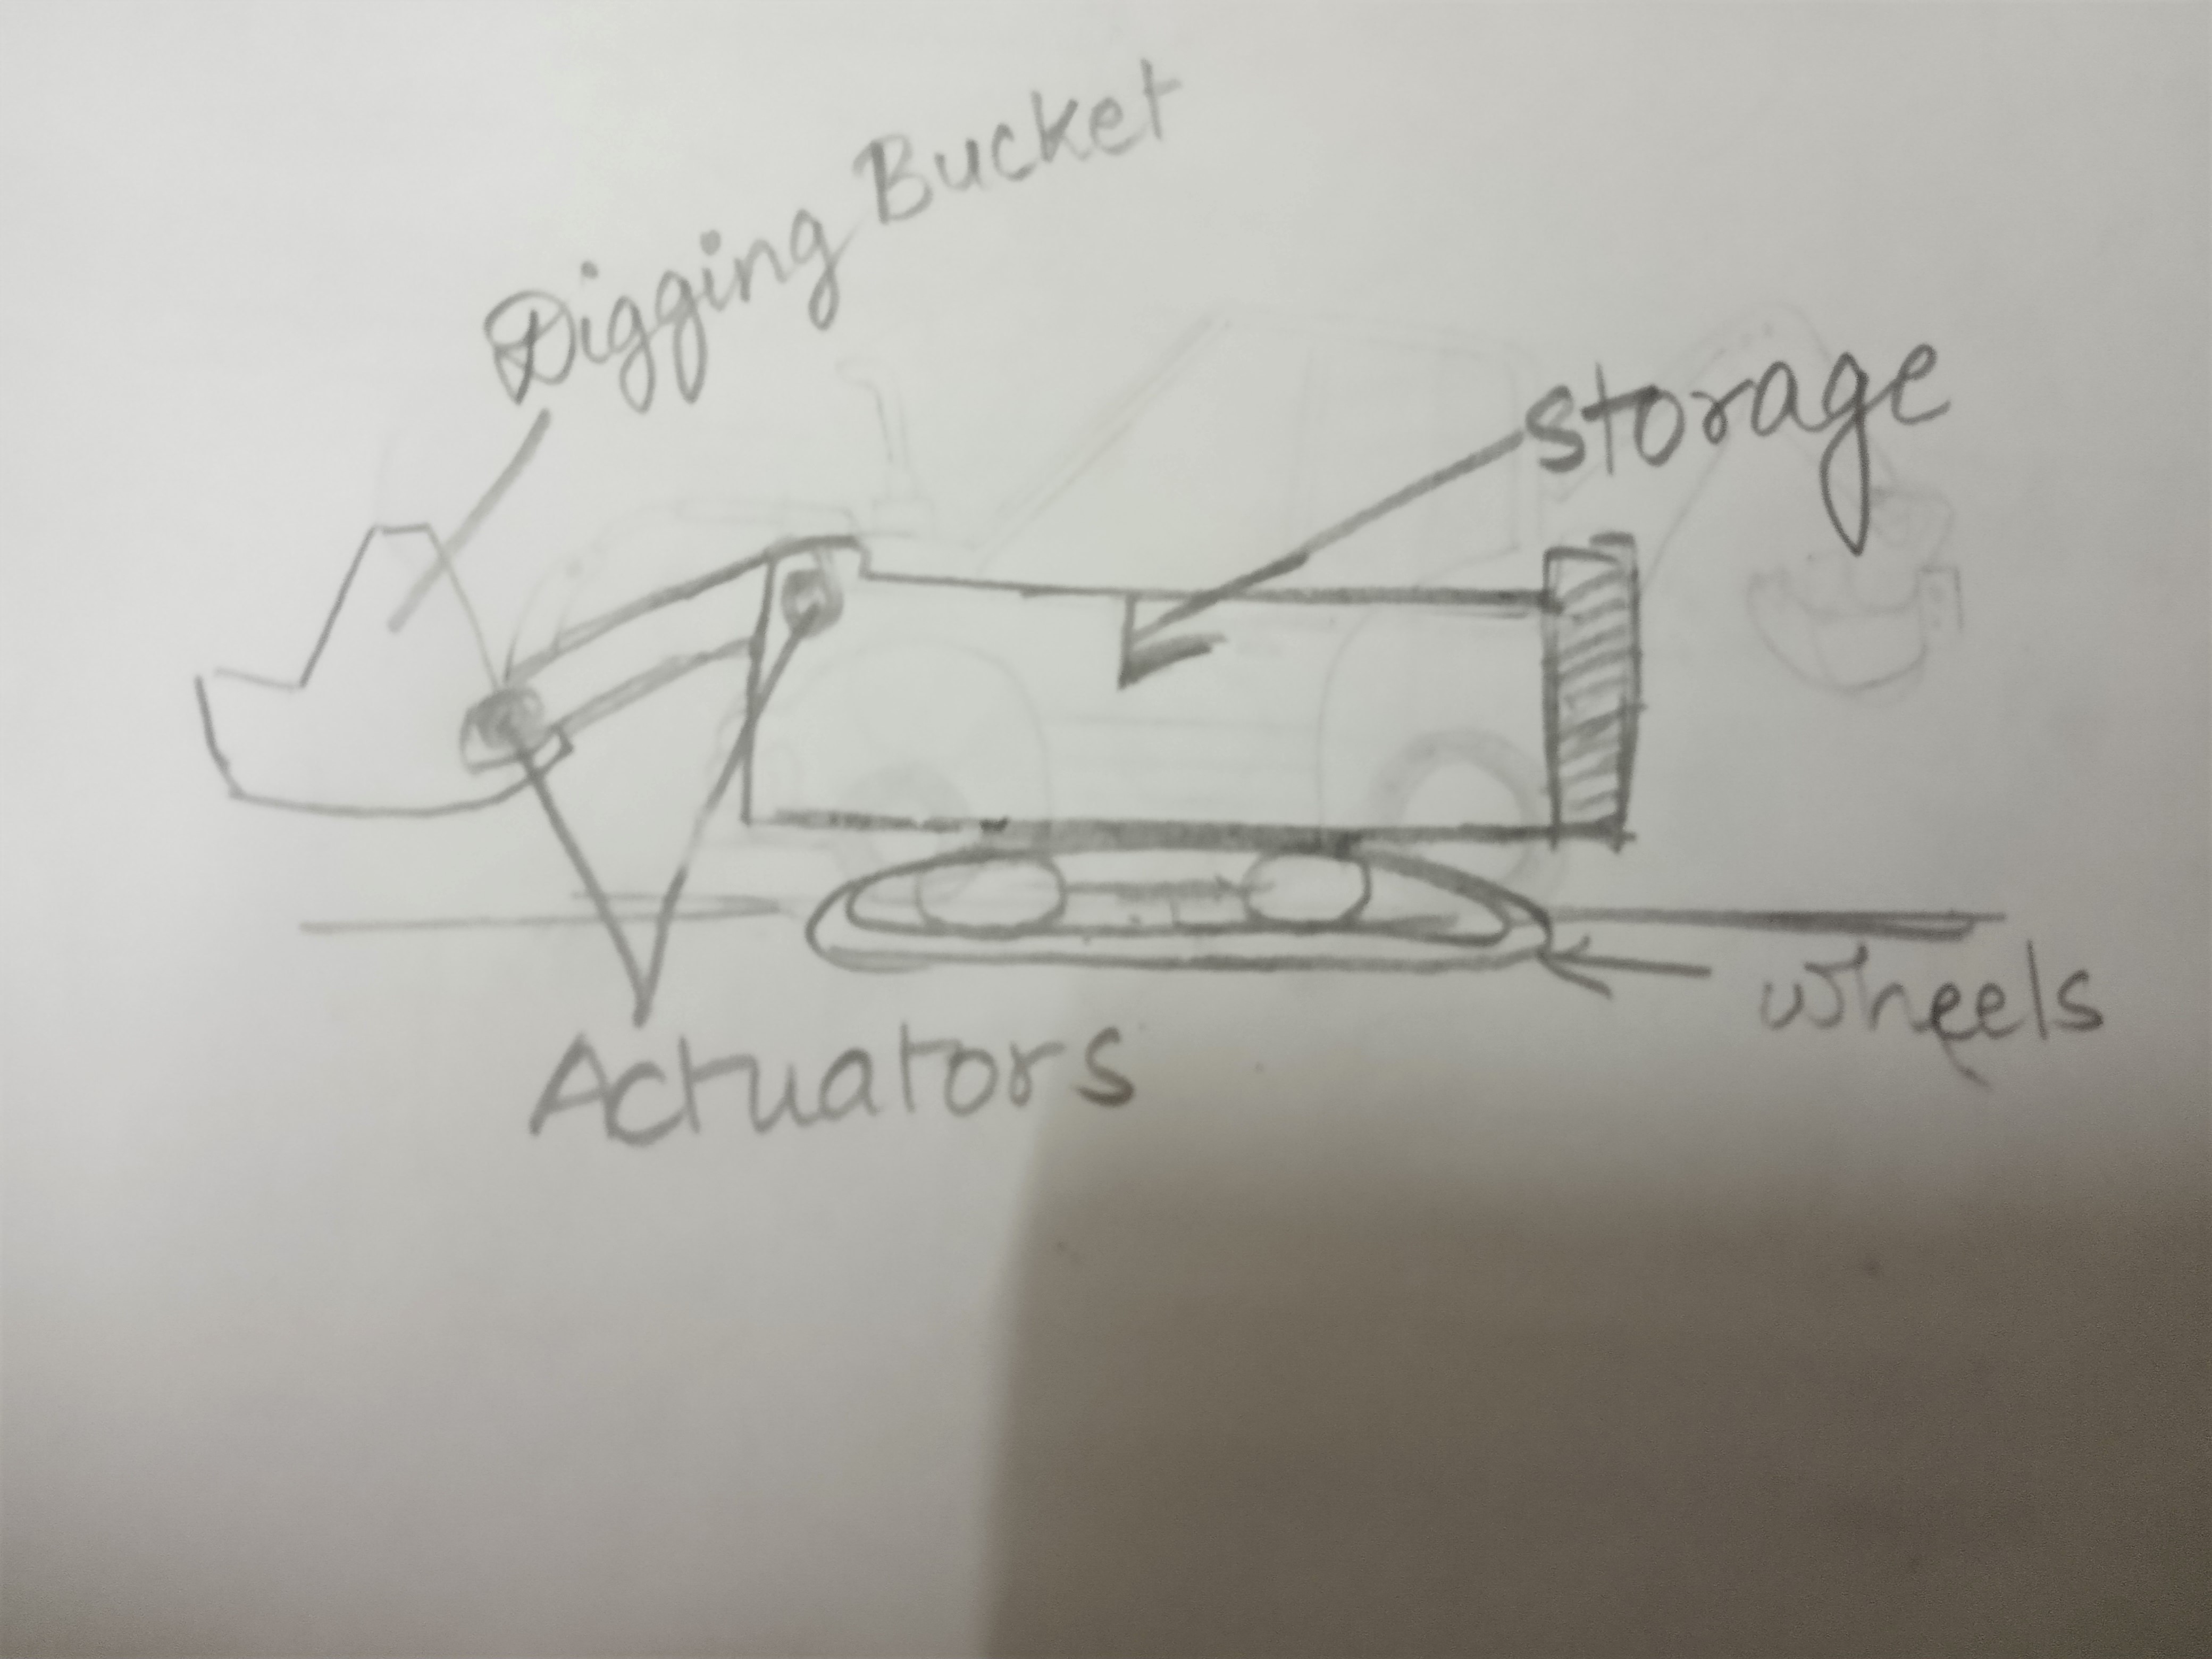 Digging Bucket
Storage
Actuators
wheels